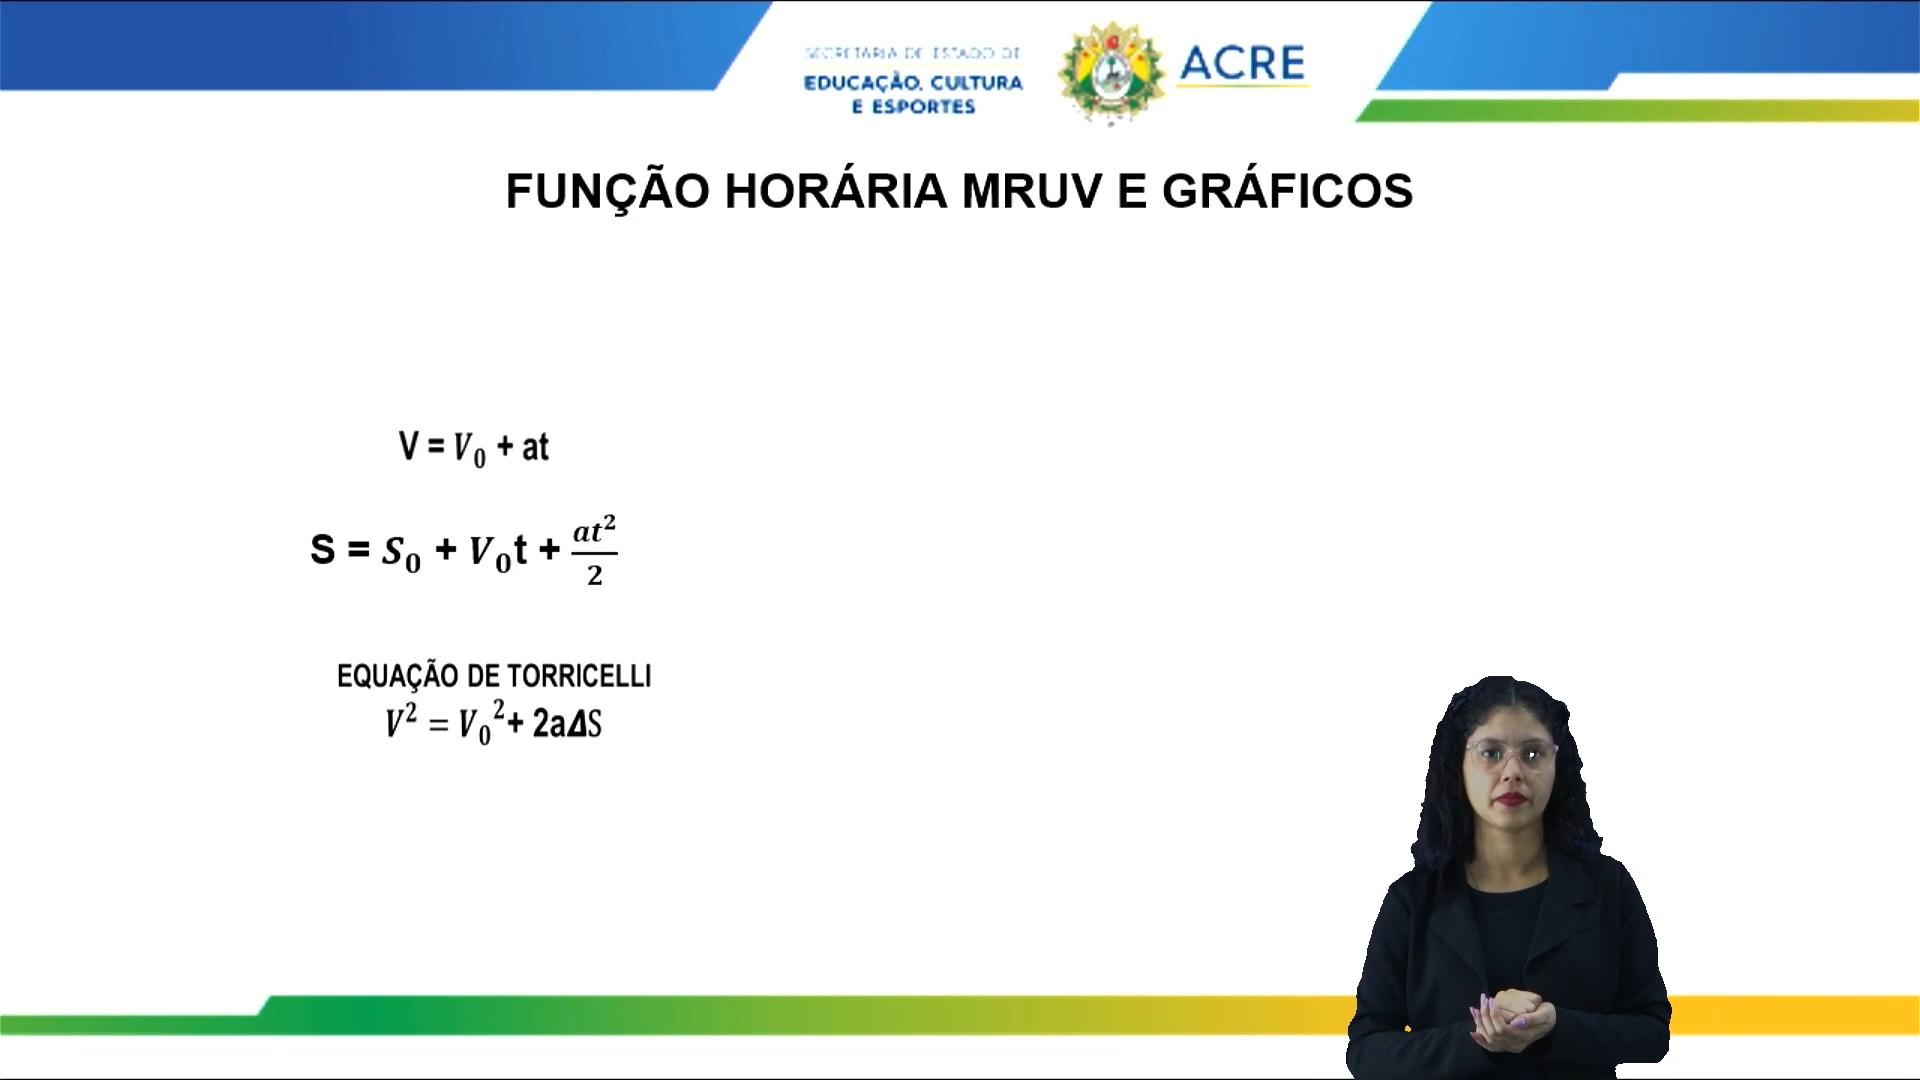 SECRETARIA DE ESTADO DE
EDUCAÇÃO, CULTURA
E ESPORTES
ACRE
FUNÇÃO HORÁRIA MRUV E GRÁFICOS
V = V₀ + at
S = S₀ + V₀t + at²/2
EQUAÇÃO DE TORRICELLI
V² = V₀² + 2aΔS